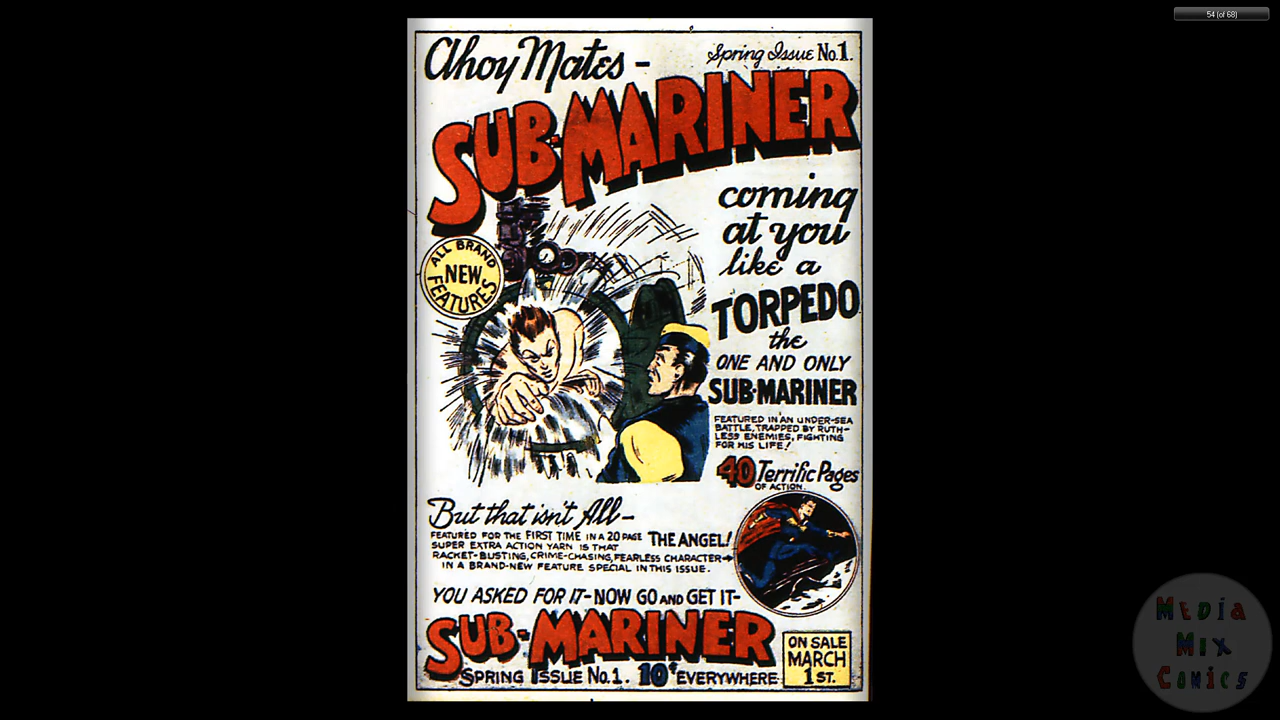 54 (of 68)
Ahoy Mates –
Spring Issue No.1.
SUB-MARINER
coming
at you
like a
TORPEDO
the
ONE AND ONLY
SUB-MARINER
FEATURED IN AN UNDER-SEA
BATTLE, TRAPPED BY RUTH-
LESS ENEMIES, FIGHTING
FOR HIS LIFE!
40 Terrific Pages
OF ACTION.
ALL BRAND
NEW
FEATURES
But that isn't All –
FEATURED FOR THE FIRST TIME IN A 20 PAGE THE ANGEL!
SUPER EXTRA ACTION YARN IS THAT
RACKET-BUSTING, CRIME-CHASING, FEARLESS CHARACTER
IN A BRAND-NEW FEATURE SPECIAL IN THIS ISSUE.
YOU ASKED FOR IT - NOW GO AND GET IT -
SUB-MARINER
SPRING ISSUE No.1. 10¢ EVERYWHERE
ON SALE
MARCH
1ST.
MEDiA
MiX
COMiCS